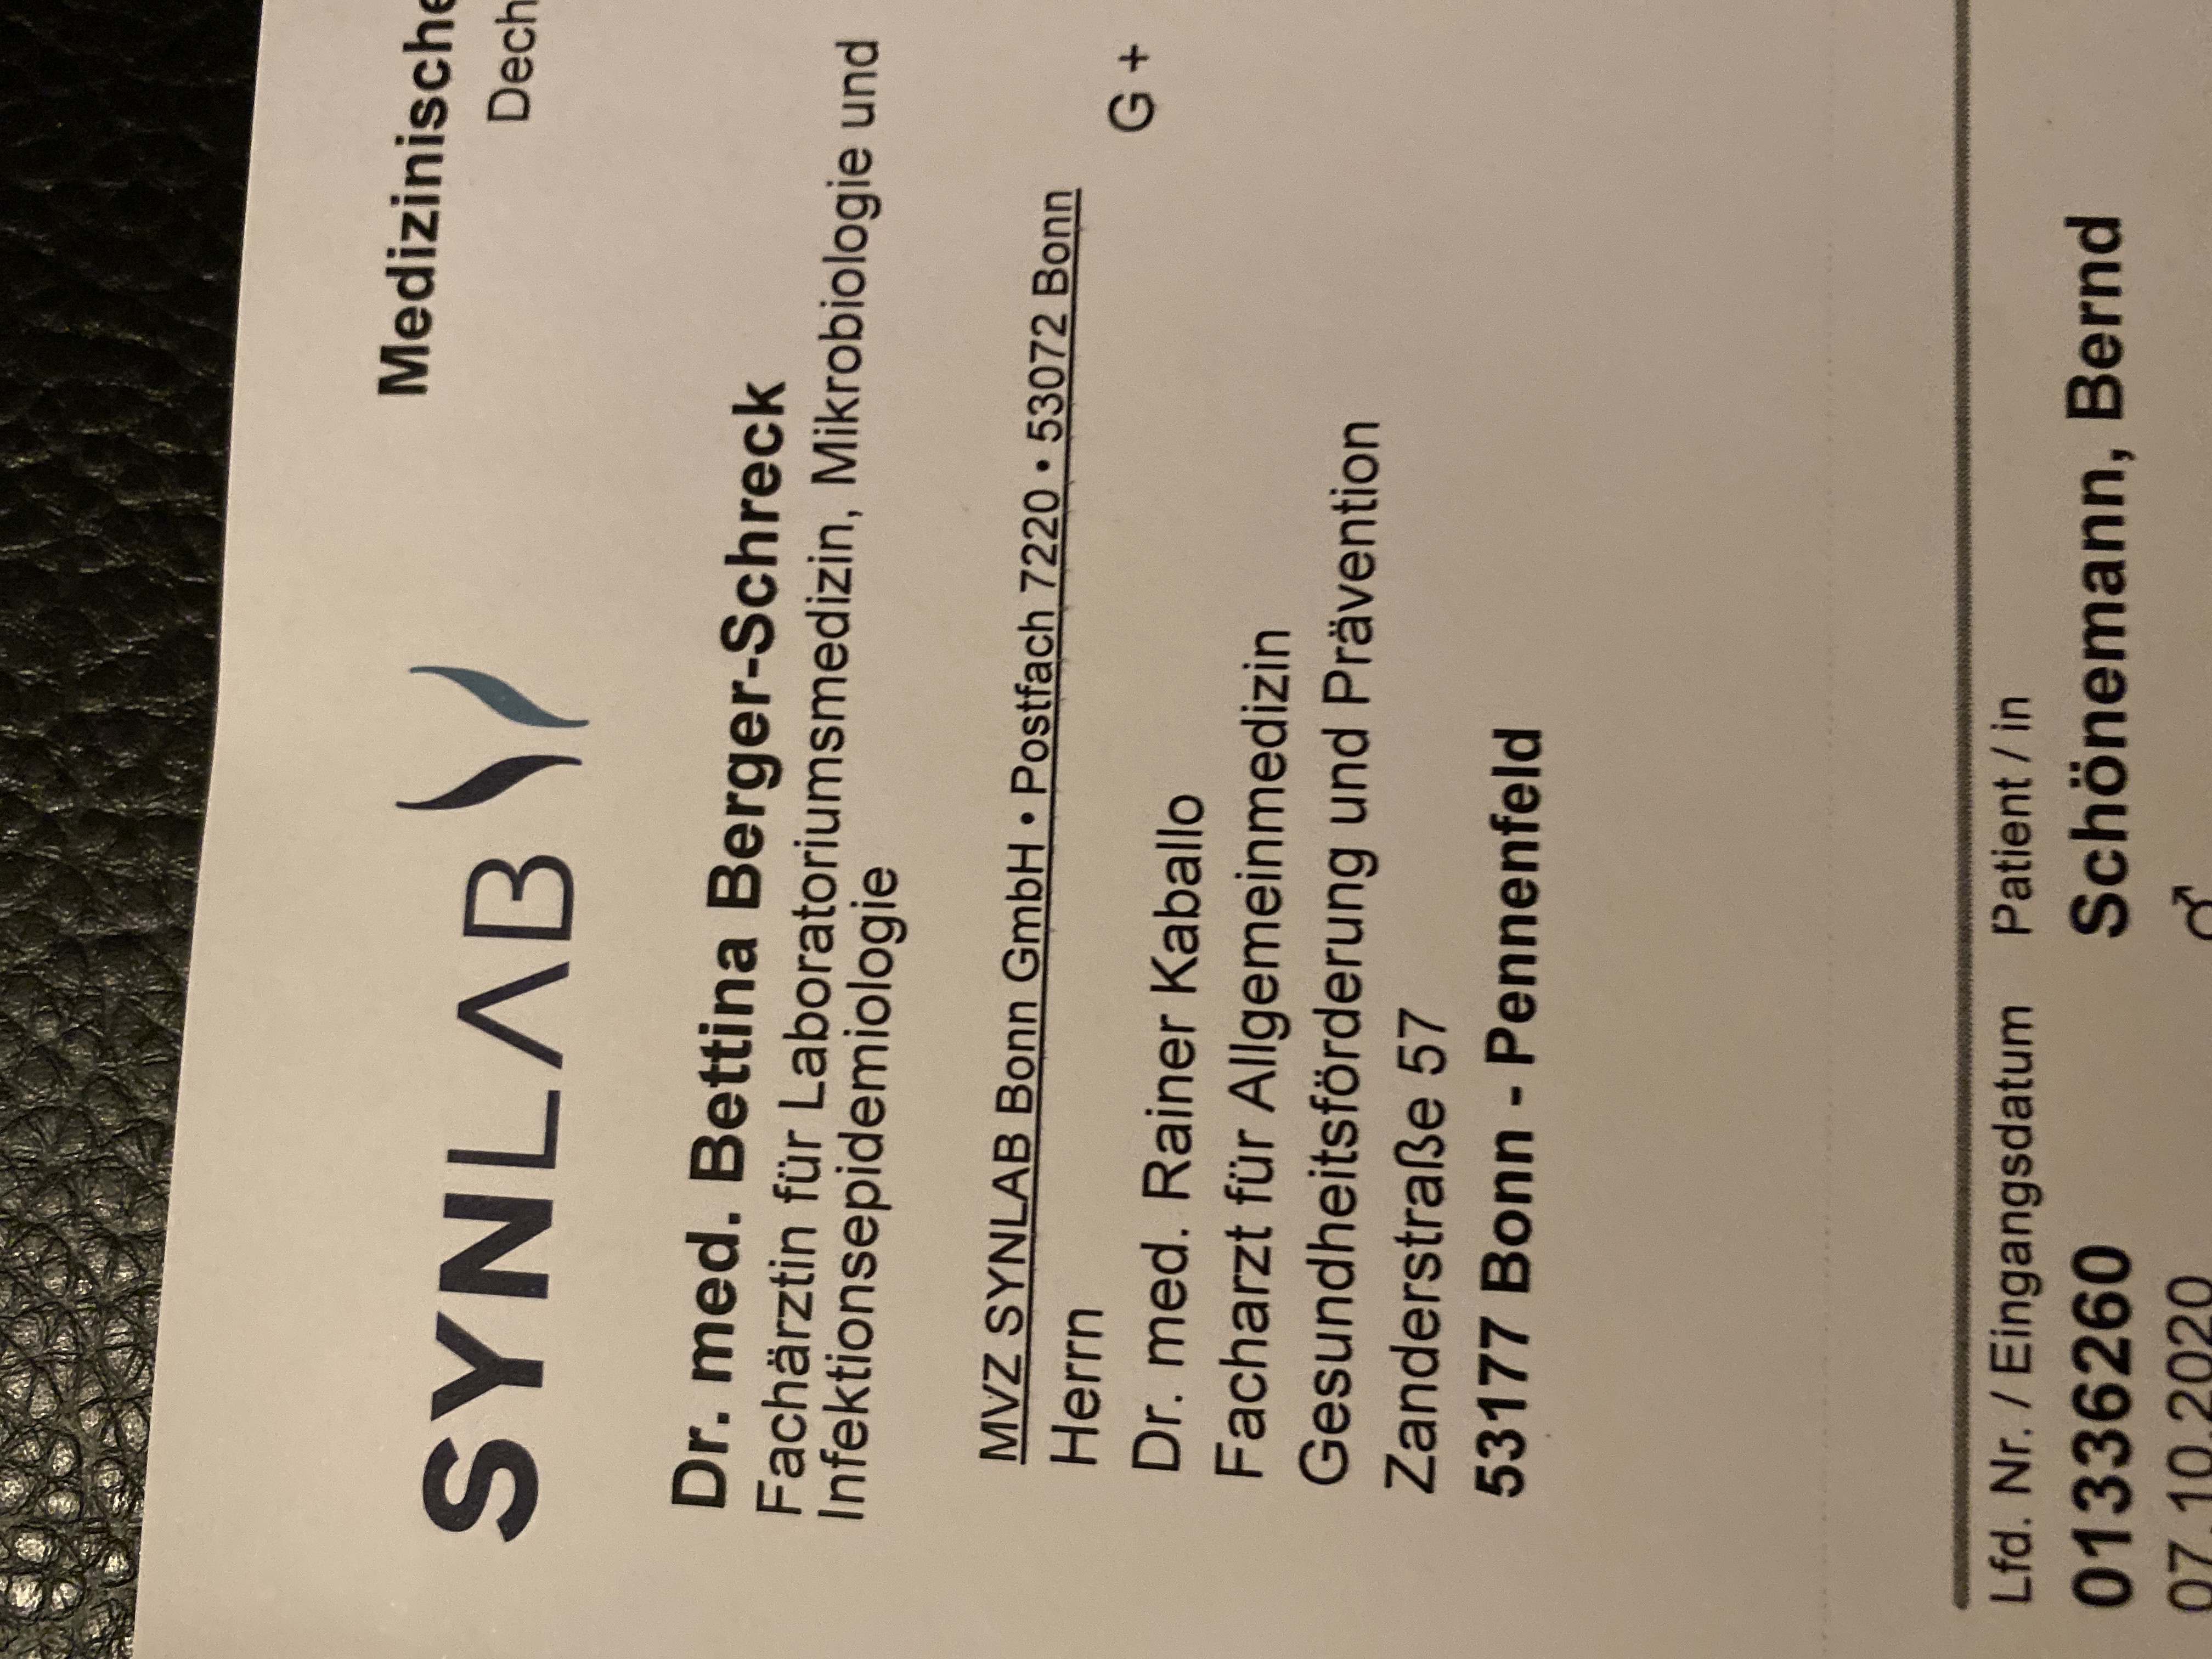 SYNLAB
Medizinische
Dech
Dr. med. Bettina Berger-Schreck
Fachärztin für Laboratoriumsmedizin, Mikrobiologie und
Infektionsepidemiologie
MVZ SYNLAB Bonn GmbH • Postfach 7220 • 53072 Bonn
Herrn
G +
Dr. med. Rainer Kaballo
Facharzt für Allgemeinmedizin
Gesundheitsförderung und Prävention
Zanderstraße 57
53177 Bonn - Pennenfeld
Lfd. Nr. / Eingangsdatum Patient / in
01336260 Schönemann, Bernd
07.10.2020 ♂